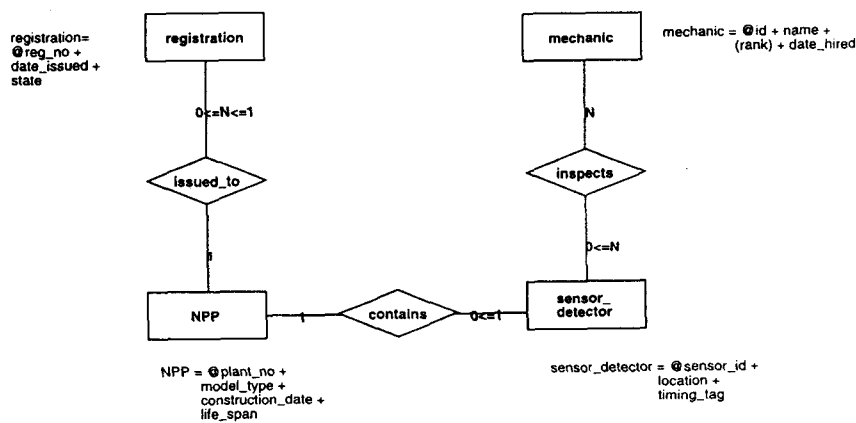 registration=
@reg_no +
date_issued +
state
registration
mechanic
mechanic = @id + name +
(rank) + date_hired
0<=N<=1
N
issued_to
inspects
1
0<=N
NPP
1
contains
0<=1
sensor_
detector
NPP = @plant_no +
model_type +
construction_date +
life_span
sensor_detector = @sensor_id +
location +
timing_tag